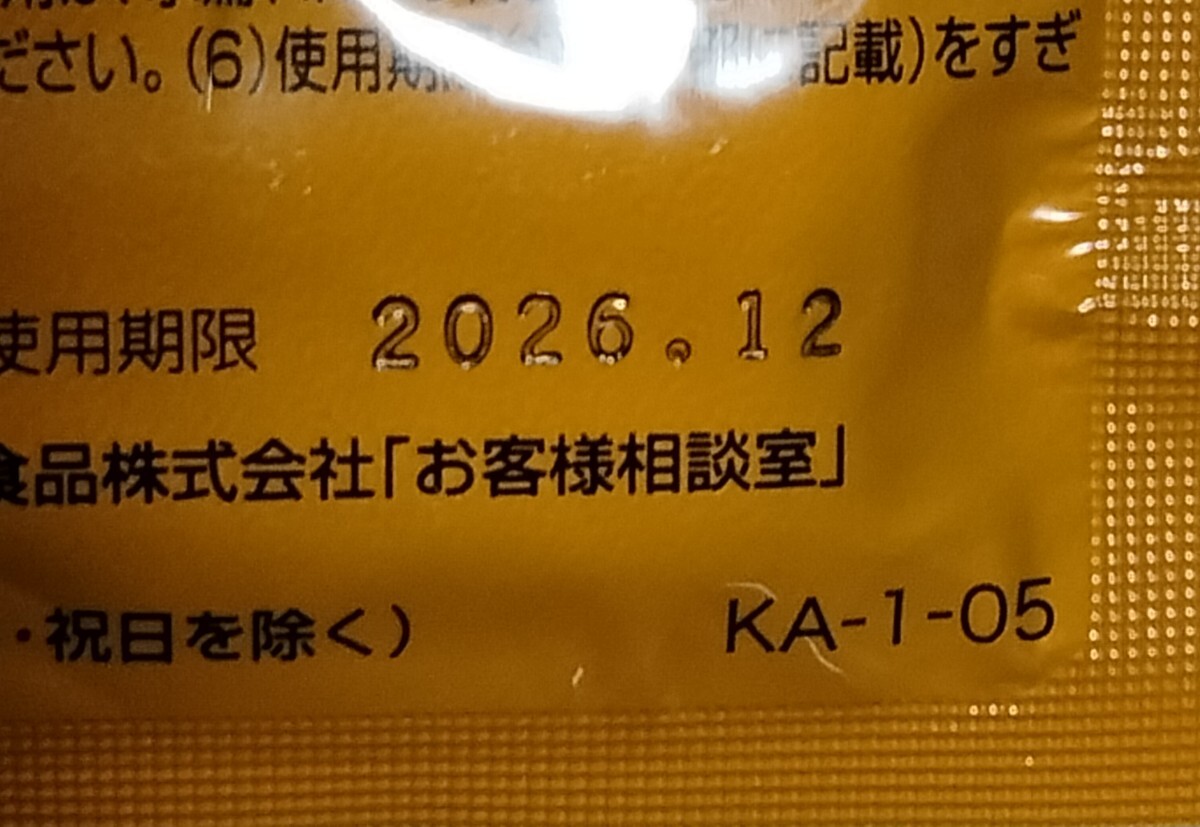 ださい。(6)使用期 記載)をすぎ
使用期限 2026.12
食品株式会社「お客様相談室」
・祝日を除く) KA-1-05